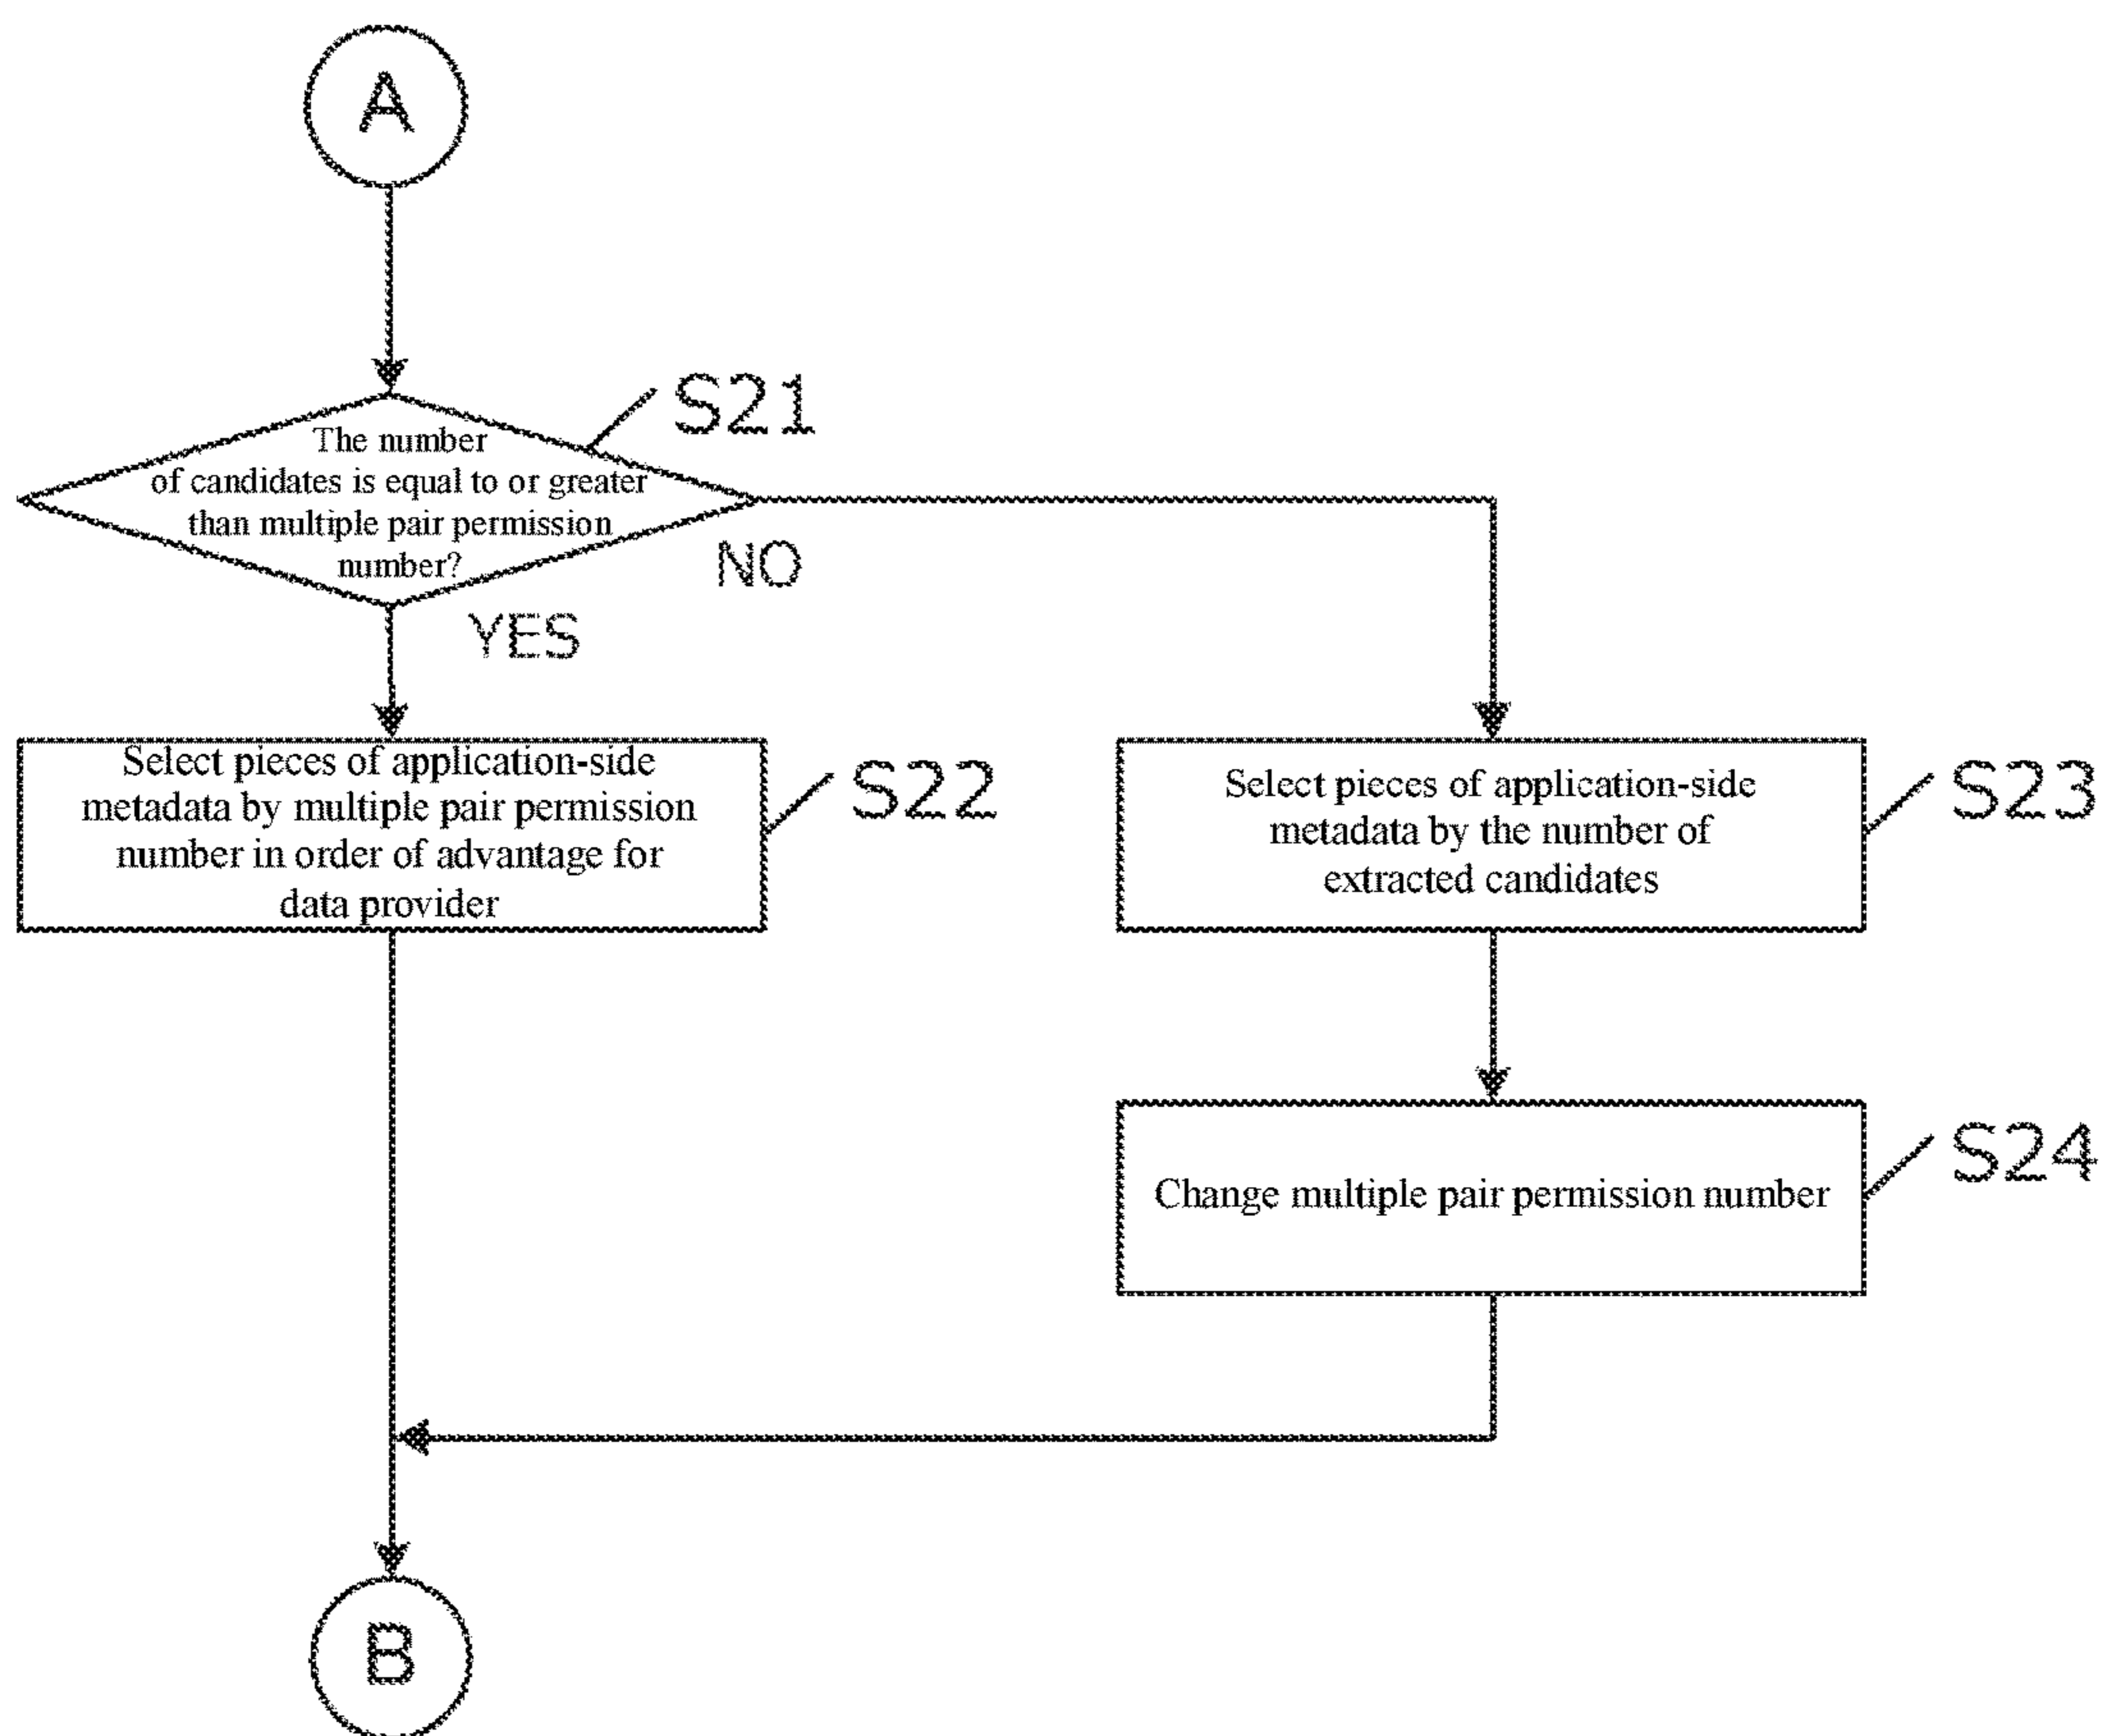 A
S21
The number
of candidates is equal to or greater
than multiple pair permission
number?
NO
YES
Select pieces of application-side
metadata by multiple pair permission
number in order of advantage for
data provider
S22
Select pieces of application-side
metadata by the number of
extracted candidates
S23
Change multiple pair permission number
S24
B